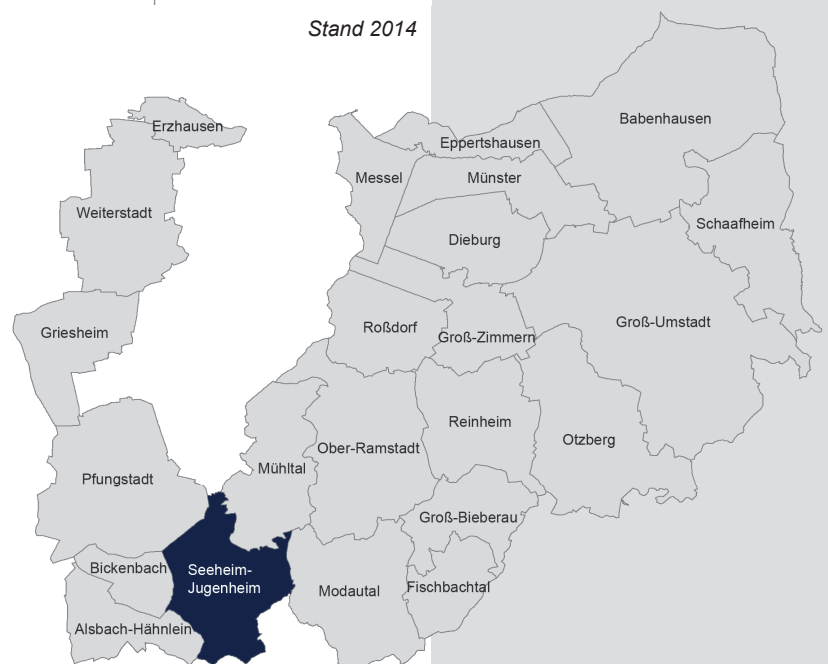 Stand 2014
Babenhausen
Erzhausen
Eppertshausen
Messel
Münster
Weiterstadt
Schaafheim
Dieburg
Groß-Umstadt
Roßdorf
Griesheim
Groß-Zimmern
Reinheim
Otzberg
Ober-Ramstadt
Mühltal
Pfungstadt
Groß-Bieberau
Bickenbach
Seeheim-
Jugenheim
Fischbachtal
Modautal
Alsbach-Hähnlein